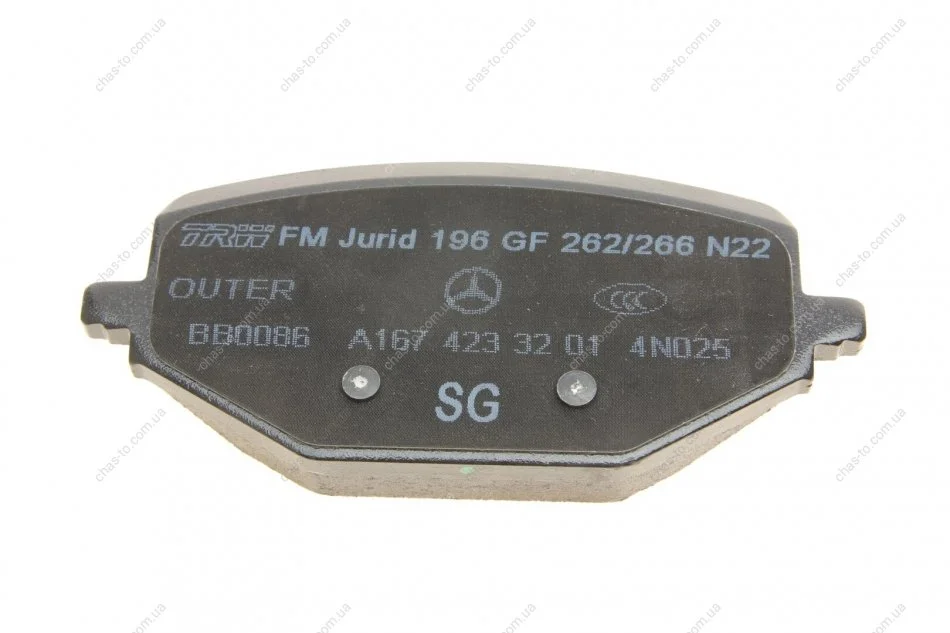 TRW FM Jurid 196 GF 262/266 N22
OUTER
CCC
BB0086 A167 423 32 01 4N025
SG
chas-to.com.ua